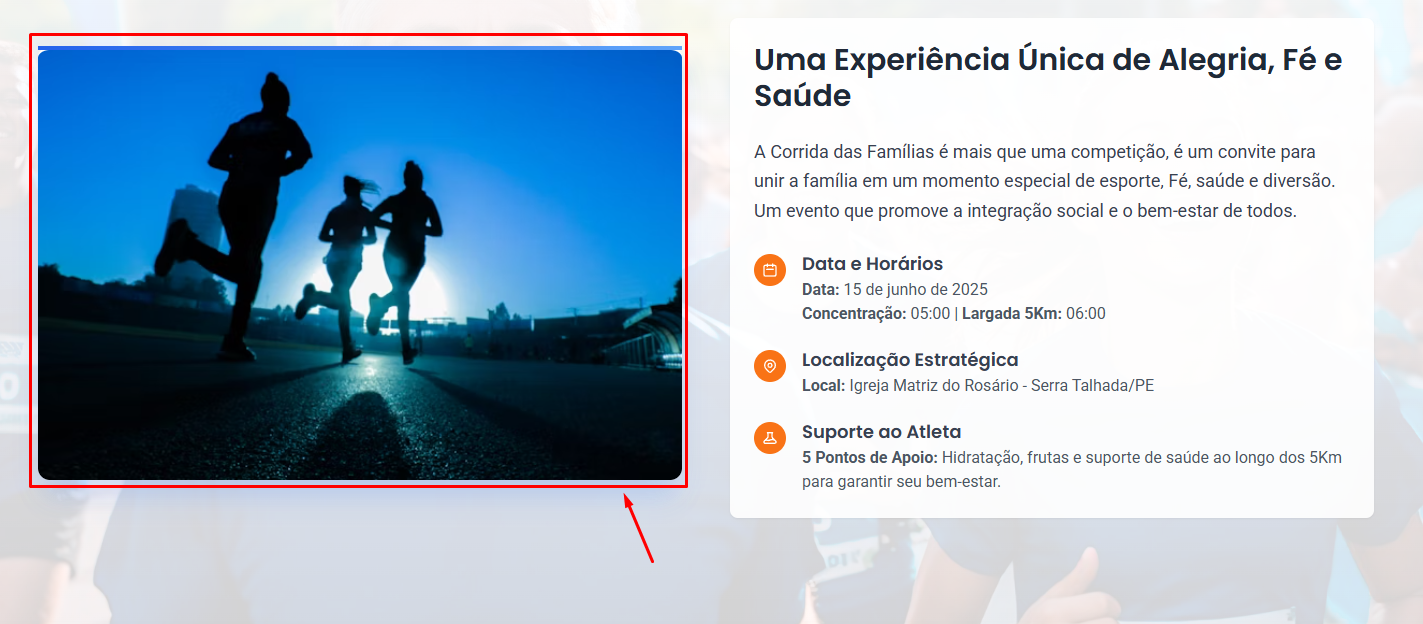 Uma Experiência Única de Alegria, Fé e
Saúde
A Corrida das Famílias é mais que uma competição, é um convite para
unir a família em um momento especial de esporte, Fé, saúde e diversão.
Um evento que promove a integração social e o bem-estar de todos.
Data e Horários
Data: 15 de junho de 2025
Concentração: 05:00 | Largada 5Km: 06:00
Localização Estratégica
Local: Igreja Matriz do Rosário - Serra Talhada/PE
Suporte ao Atleta
5 Pontos de Apoio: Hidratação, frutas e suporte de saúde ao longo dos 5Km
para garantir seu bem-estar.